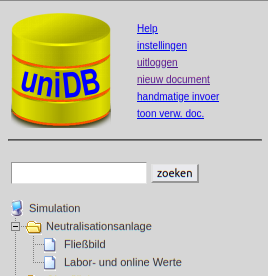 uniDB
Help
instellingen
uitloggen
nieuw document
handmatige invoer
toon verw. doc.
zoeken
Simulation
Neutralisationsanlage
Fließbild
Labor- und online Werte